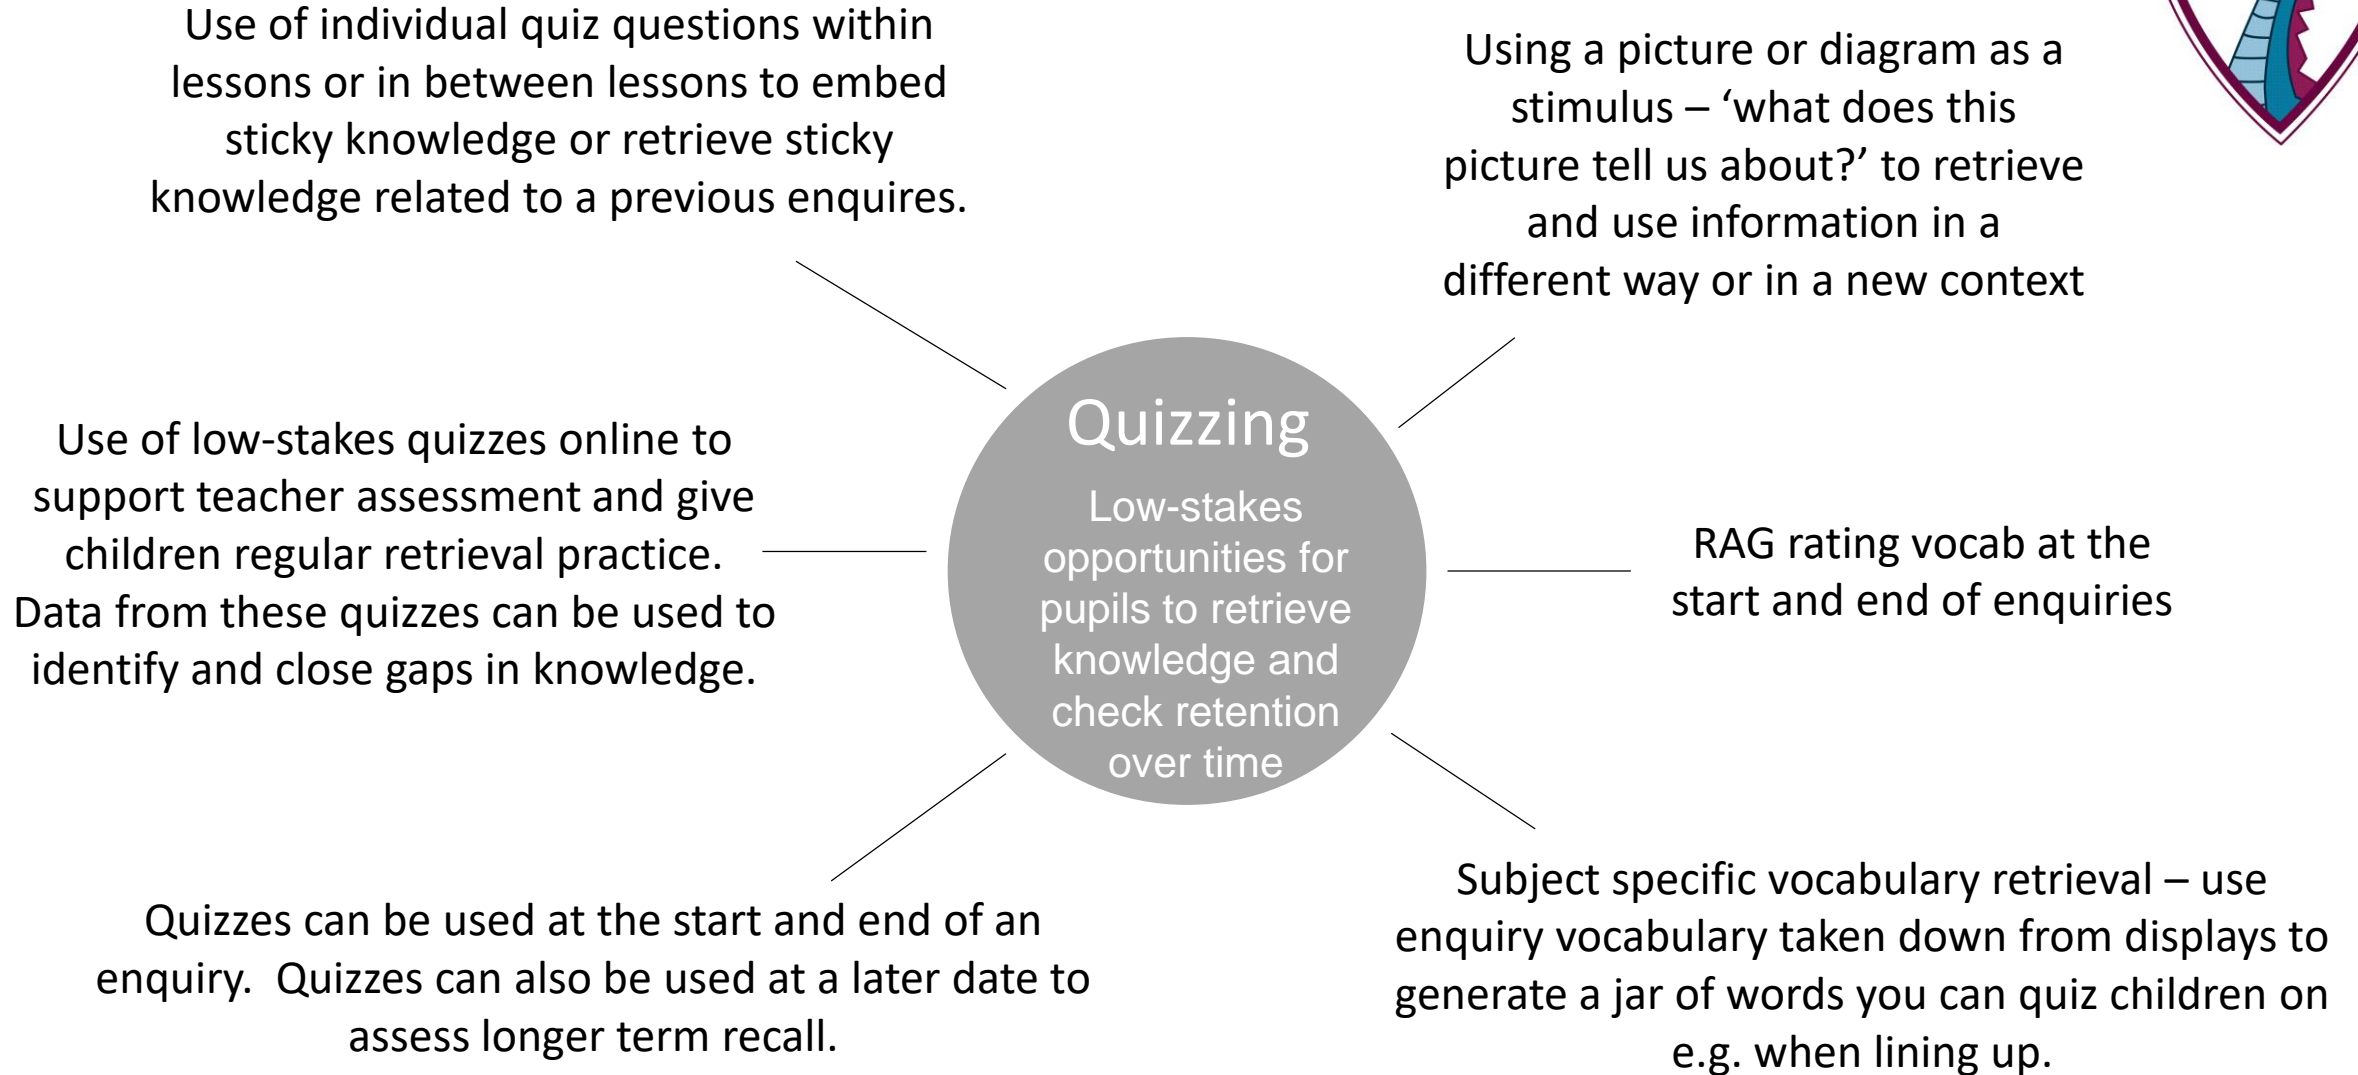 Use of individual quiz questions within
lessons or in between lessons to embed
sticky knowledge or retrieve sticky
knowledge related to a previous enquires.
Using a picture or diagram as a
stimulus – ‘what does this
picture tell us about?’ to retrieve
and use information in a
different way or in a new context
Quizzing
Low-stakes
opportunities for
pupils to retrieve
knowledge and
check retention
over time
Use of low-stakes quizzes online to
support teacher assessment and give
children regular retrieval practice.
Data from these quizzes can be used to
identify and close gaps in knowledge.
RAG rating vocab at the
start and end of enquiries
Quizzes can be used at the start and end of an
enquiry.  Quizzes can also be used at a later date to
assess longer term recall.
Subject specific vocabulary retrieval – use
enquiry vocabulary taken down from displays to
generate a jar of words you can quiz children on
e.g. when lining up.